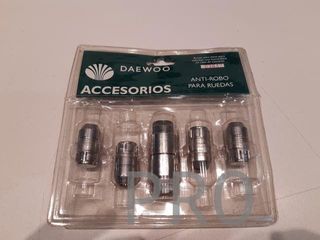 DAEWOO
ACCESORIOS
ANTI-ROBO
PARA RUEDAS
PRO